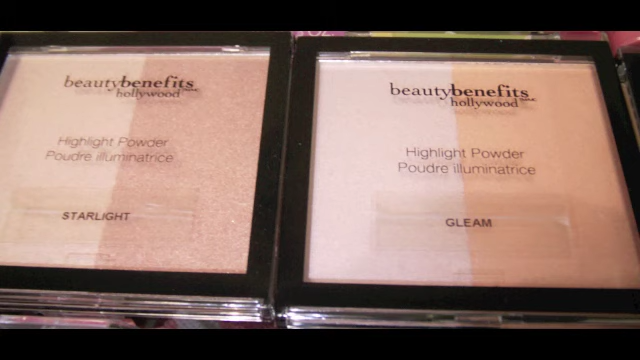 beautybenefits
hollywood
Highlight Powder
Poudre illuminatrice
STARLIGHT
beautybenefits
hollywood
Highlight Powder
Poudre illuminatrice
GLEAM